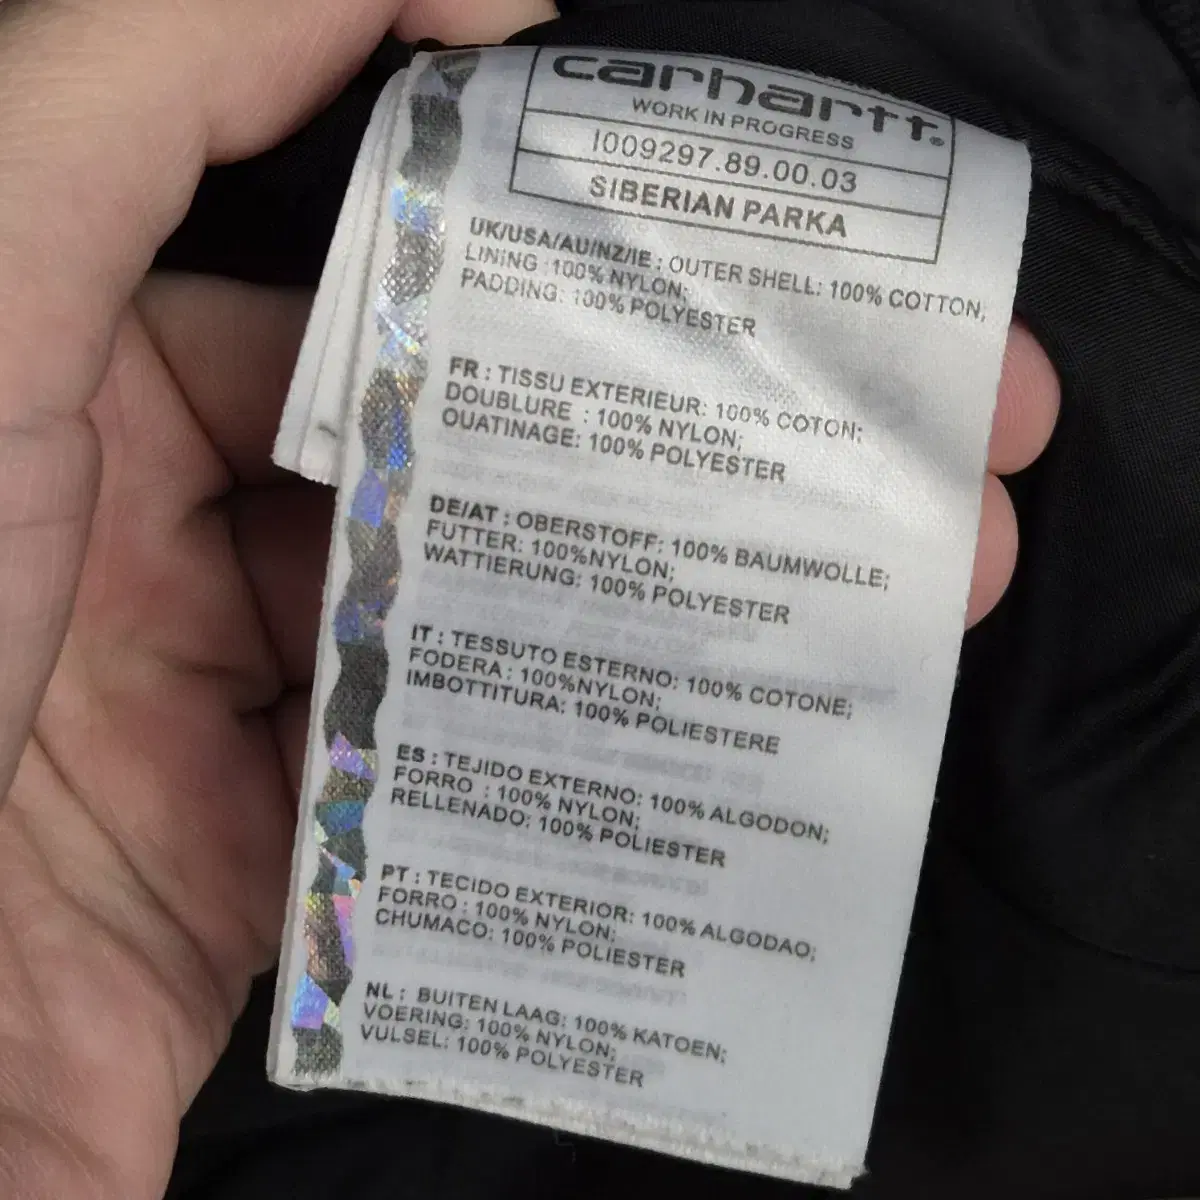 carhartt®
WORK IN PROGRESS
I009297.89.00.03
SIBERIAN PARKA
UK/USA/AU/NZ/IE : OUTER SHELL: 100% COTTON;
LINING :100% NYLON;
PADDING: 100% POLYESTER
FR : TISSU EXTERIEUR: 100% COTON;
DOUBLURE : 100% NYLON;
OUATINAGE: 100% POLYESTER
DE/AT : OBERSTOFF: 100% BAUMWOLLE;
FUTTER: 100%NYLON;
WATTIERUNG: 100% POLYESTER
IT : TESSUTO ESTERNO: 100% COTONE;
FODERA : 100%NYLON;
IMBOTTITURA: 100% POLIESTERE
ES : TEJIDO EXTERNO: 100% ALGODON;
FORRO : 100% NYLON;
RELLENADO: 100% POLIESTER
PT : TECIDO EXTERIOR: 100% ALGODAO;
FORRO : 100% NYLON;
CHUMACO: 100% POLIESTER
NL : BUITEN LAAG: 100% KATOEN;
VOERING: 100% NYLON;
VULSEL: 100% POLYESTER